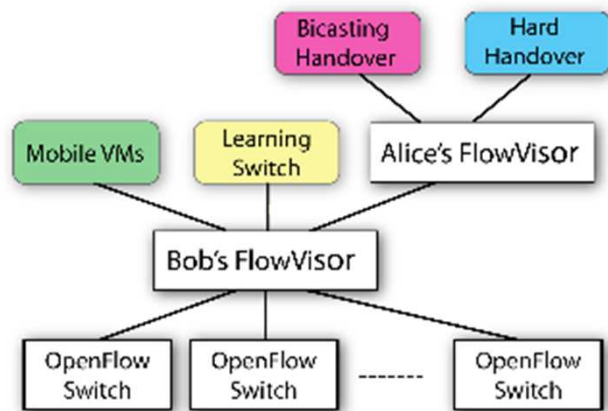 Bicasting
Handover
Hard
Handover
Mobile VMs
Learning
Switch
Alice's FlowVisor
Bob's FlowVisor
OpenFlow
Switch
OpenFlow
Switch
OpenFlow
Switch